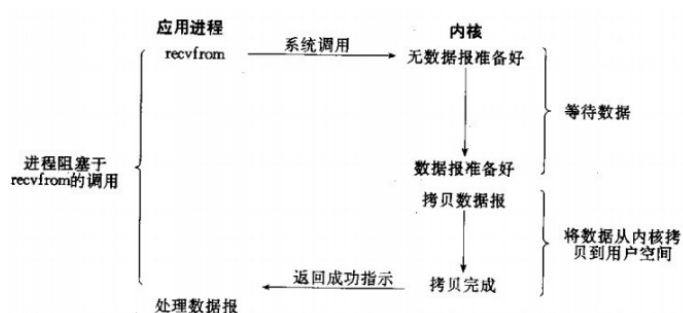 应用进程
内核
recvfrom
系统调用
无数据报准备好
等待数据
进程阻塞于
recvfrom的调用
数据报准备好
拷贝数据报
将数据从内核拷
贝到用户空间
返回成功指示
拷贝完成
处理数据报